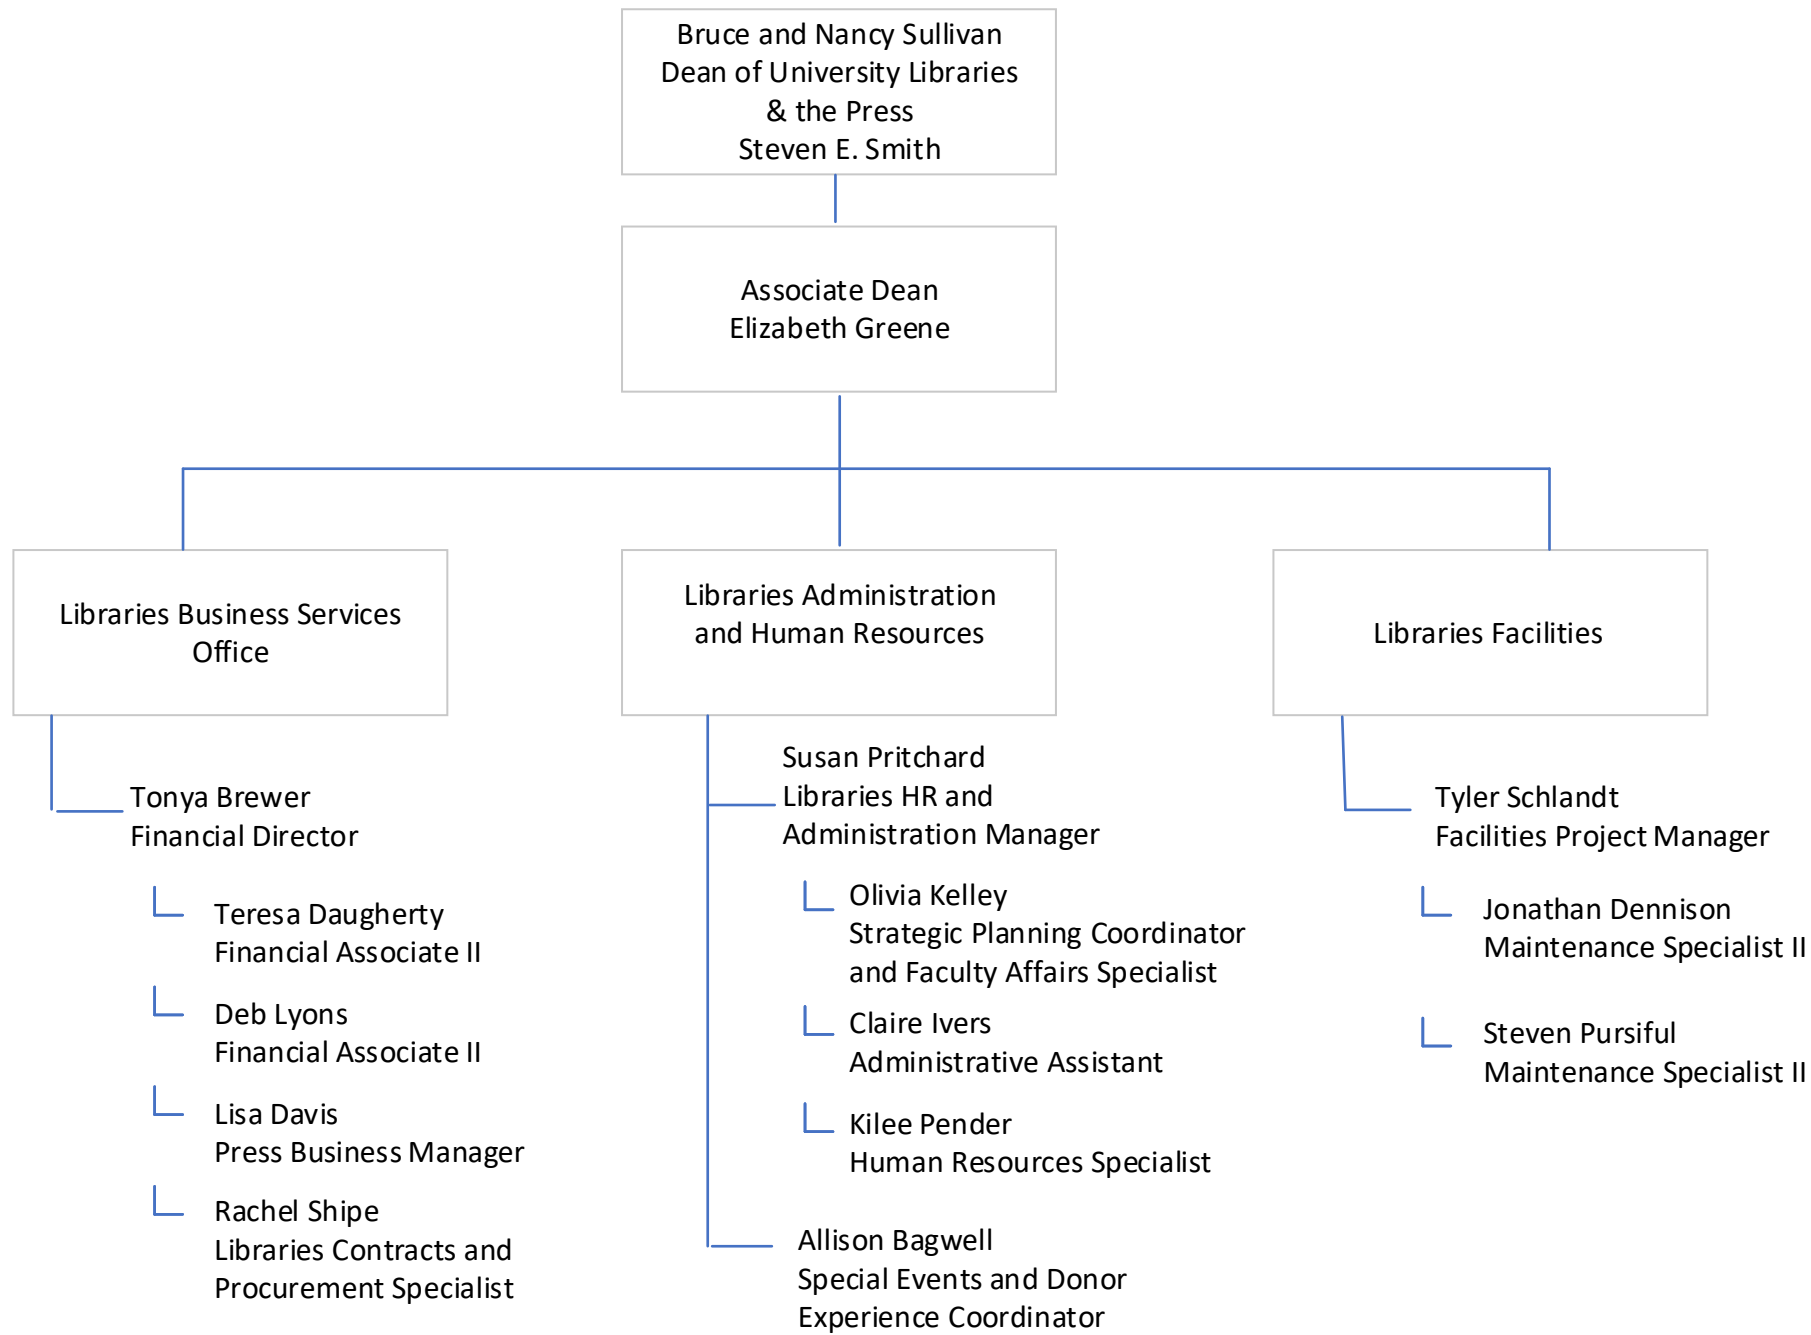 Bruce and Nancy Sullivan
Dean of University Libraries
& the Press
Steven E. Smith
Associate Dean
Elizabeth Greene
Libraries Business Services
Office
Tonya Brewer
Financial Director
Teresa Daugherty
Financial Associate II
Deb Lyons
Financial Associate II
Lisa Davis
Press Business Manager
Rachel Shipe
Libraries Contracts and
Procurement Specialist
Libraries Administration
and Human Resources
Susan Pritchard
Libraries HR and
Administration Manager
Olivia Kelley
Strategic Planning Coordinator
and Faculty Affairs Specialist
Claire Ivers
Administrative Assistant
Kilee Pender
Human Resources Specialist
Allison Bagwell
Special Events and Donor
Experience Coordinator
Libraries Facilities
Tyler Schlandt
Facilities Project Manager
Jonathan Dennison
Maintenance Specialist II
Steven Pursiful
Maintenance Specialist II